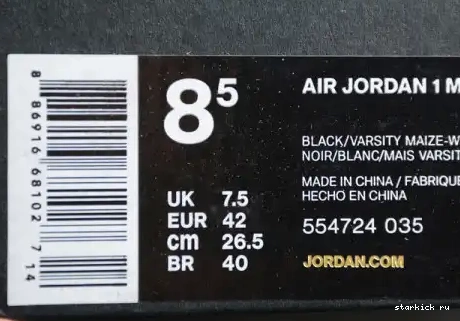 8 86916 68102 7 14
8⁵
AIR JORDAN 1 M
BLACK/VARSITY MAIZE-W
NOIR/BLANC/MAIS VARSIT
MADE IN CHINA / FABRIQUE
HECHO EN CHINA
UK 7.5
EUR 42
cm 26.5
BR 40
554724 035
JORDAN.COM
starkick ru